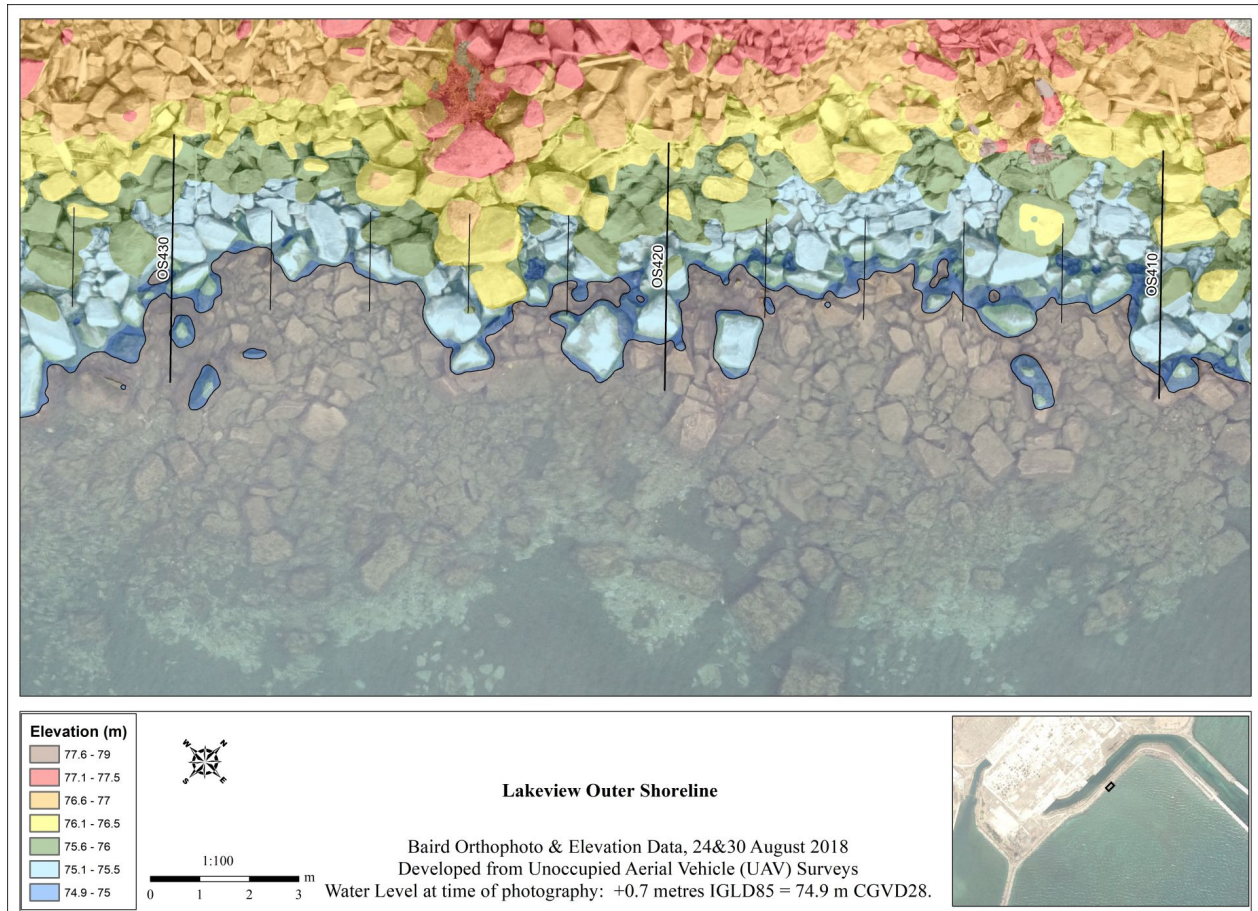 OS430
OS420
OS410
Elevation (m)
77.6 - 79
77.1 - 77.5
76.6 - 77
76.1 - 76.5
75.6 - 76
75.1 - 75.5
74.9 - 75
W
N
S
E
1:100
m
0
1
2
3
Lakeview Outer Shoreline
Baird Orthophoto & Elevation Data, 24&30 August 2018
Developed from Unoccupied Aerial Vehicle (UAV) Surveys
Water Level at time of photography: +0.7 metres IGLD85 = 74.9 m CGVD28.